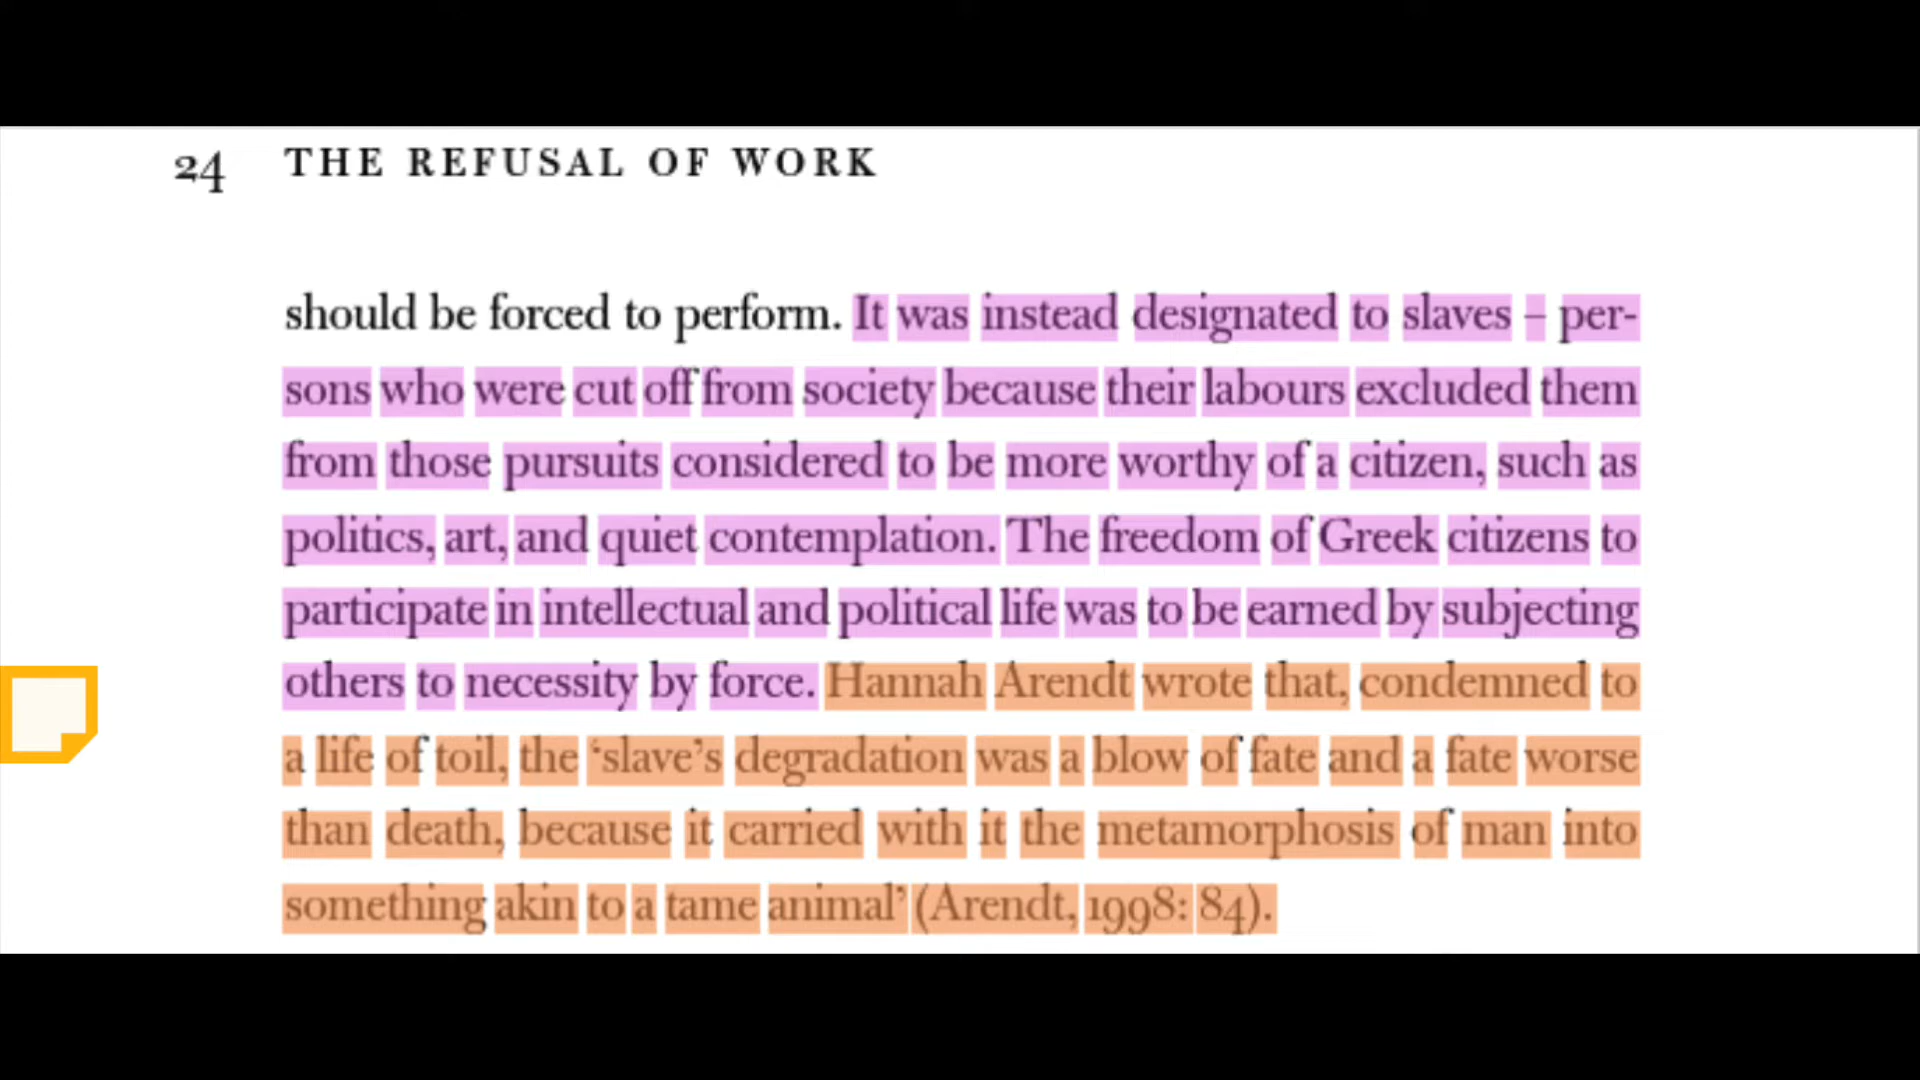 24 THE REFUSAL OF WORK
should be forced to perform. It was instead designated to slaves – per-
sons who were cut off from society because their labours excluded them
from those pursuits considered to be more worthy of a citizen, such as
politics, art, and quiet contemplation. The freedom of Greek citizens to
participate in intellectual and political life was to be earned by subjecting
others to necessity by force. Hannah Arendt wrote that, condemned to
a life of toil, the ‘slave’s degradation was a blow of fate and a fate worse
than death, because it carried with it the metamorphosis of man into
something akin to a tame animal’ (Arendt, 1998: 84).